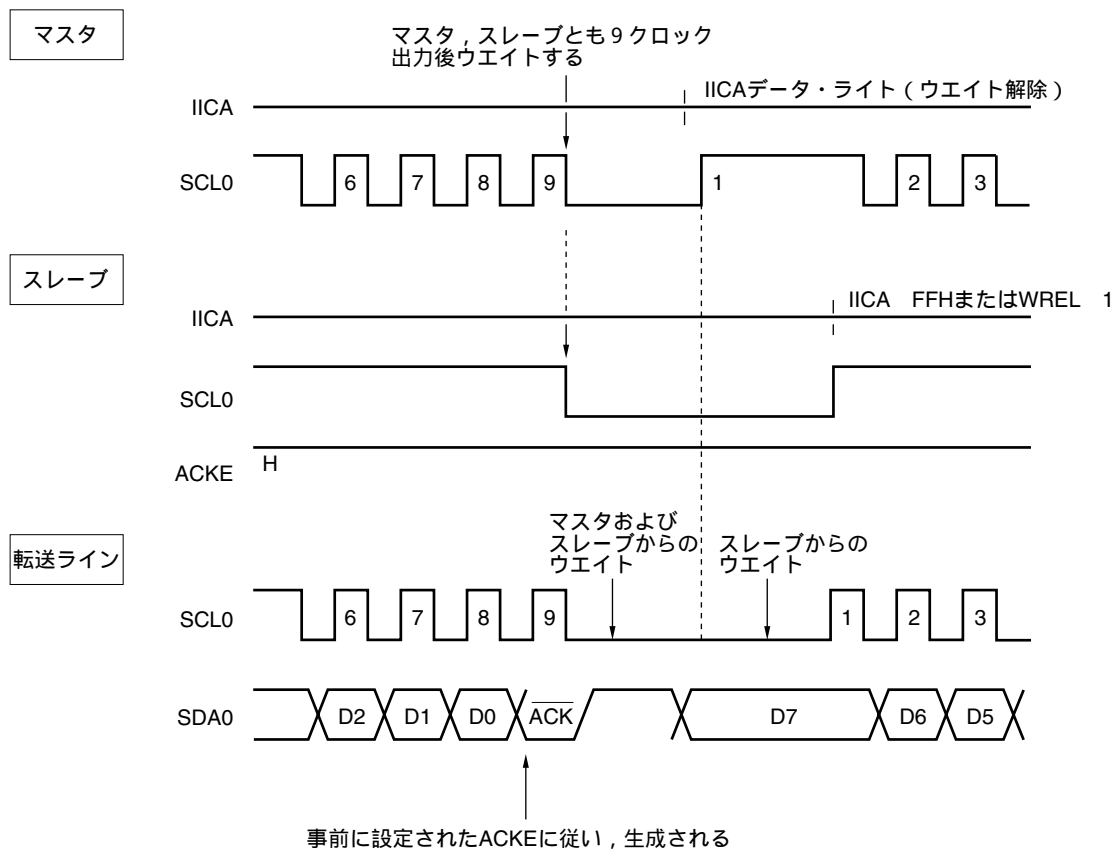 マスタ
マスタ，スレーブとも９クロック
出力後ウエイトする
IICAデータ・ライト（ウエイト解除）
IICA
SCL0
6 7 8 9 1 2 3
スレーブ
IICA FFHまたはWREL 1
IICA
SCL0
H
ACKE
マスタおよび
スレーブからの
ウエイト
スレーブからの
ウエイト
転送ライン
SCL0
6 7 8 9 1 2 3
SDA0
D2 D1 D0 ACK D7 D6 D5
事前に設定されたACKEに従い，生成される